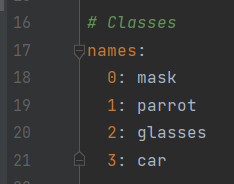 16 # Classes
17 names:
18 0: mask
19 1: parrot
20 2: glasses
21 3: car